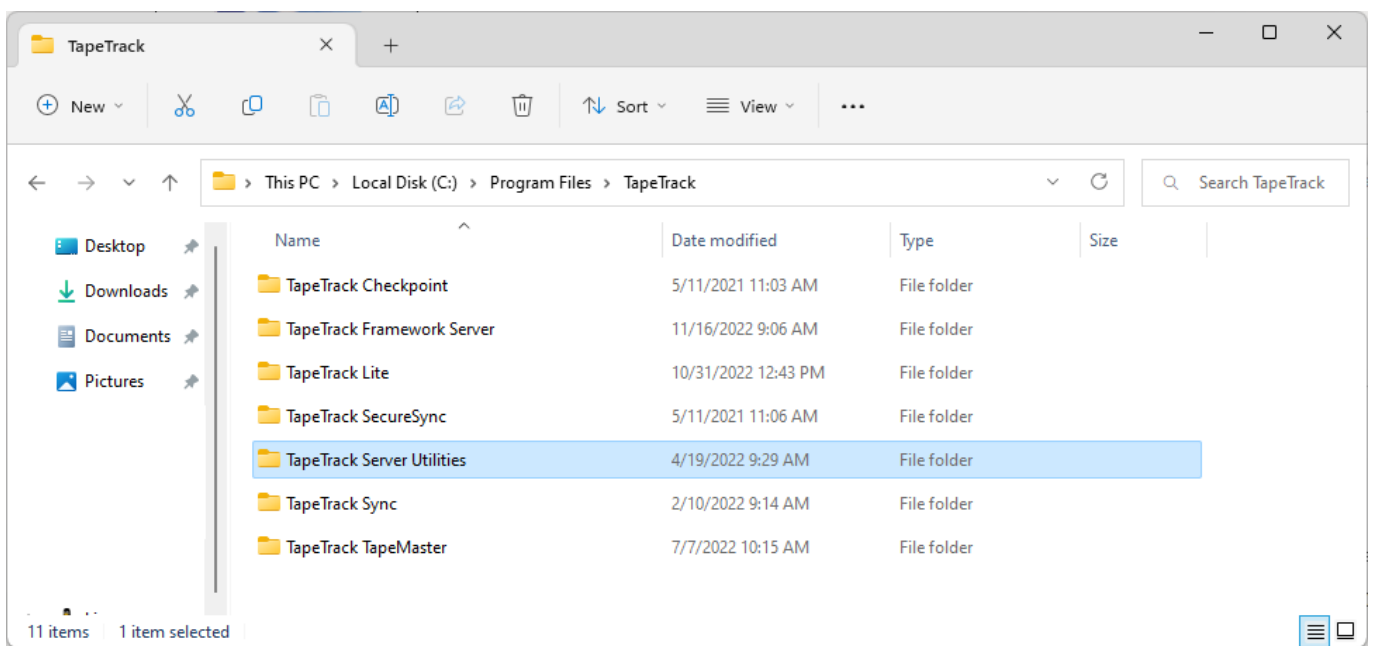 TapeTrack
New Sort View
This PC > Local Disk (C:) > Program Files > TapeTrack Search TapeTrack
Name Date modified Type Size
Desktop
Downloads
Documents
Pictures
TapeTrack Checkpoint 5/11/2021 11:03 AM File folder
TapeTrack Framework Server 11/16/2022 9:06 AM File folder
TapeTrack Lite 10/31/2022 12:43 PM File folder
TapeTrack SecureSync 5/11/2021 11:06 AM File folder
TapeTrack Server Utilities 4/19/2022 9:29 AM File folder
TapeTrack Sync 2/10/2022 9:14 AM File folder
TapeTrack TapeMaster 7/7/2022 10:15 AM File folder
11 items 1 item selected